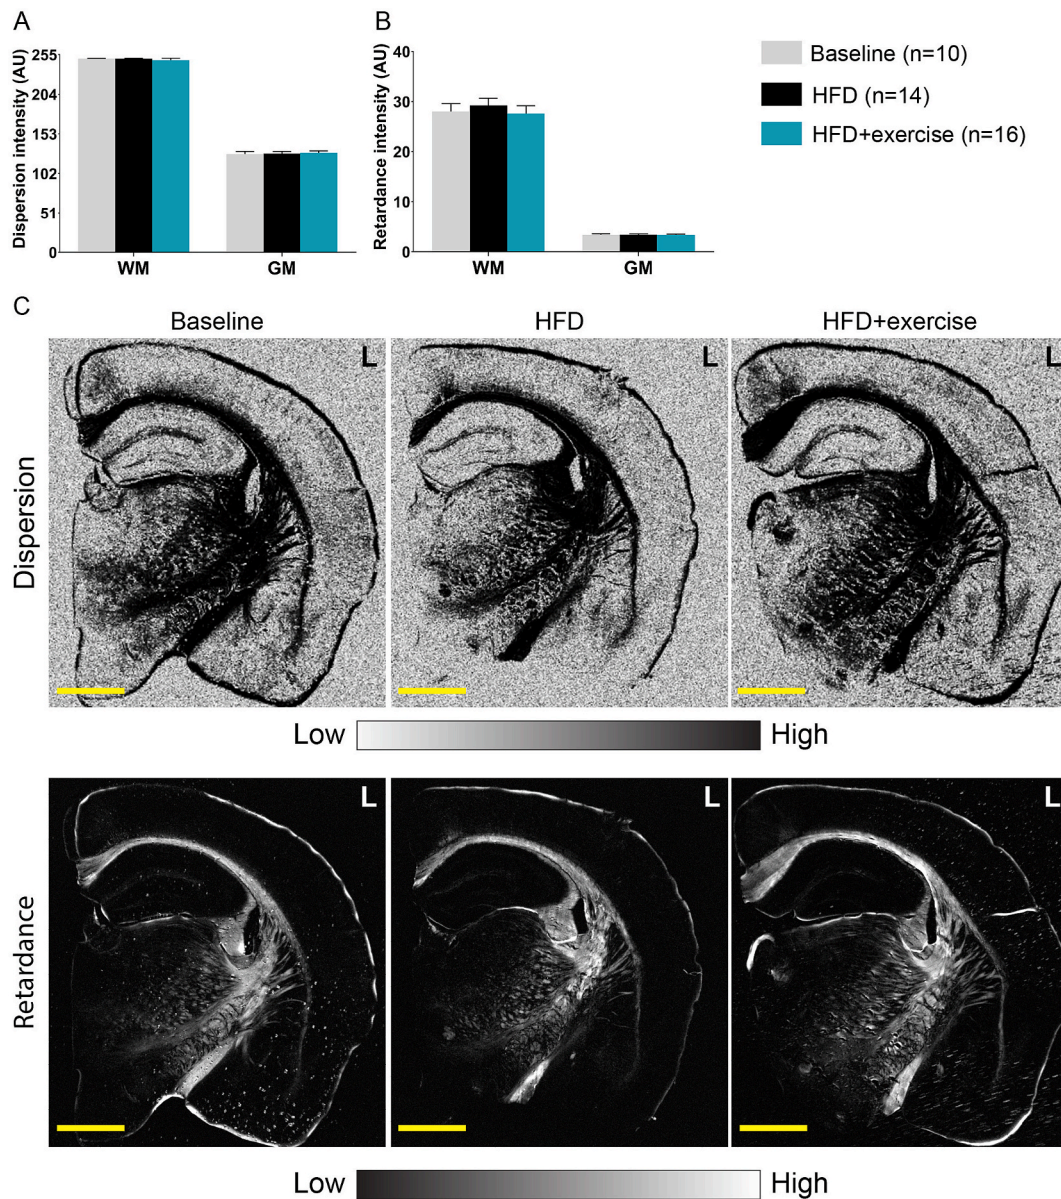 A
Dispersion intensity (AU)
255
204
153
102
51
0
WM
GM
B
Retardance intensity (AU)
40
30
20
10
0
WM
GM
Baseline (n=10)
HFD (n=14)
HFD+exercise (n=16)
C
Baseline
HFD
HFD+exercise
Dispersion
L
L
L
Low
High
Retardance
L
L
L
Low
High